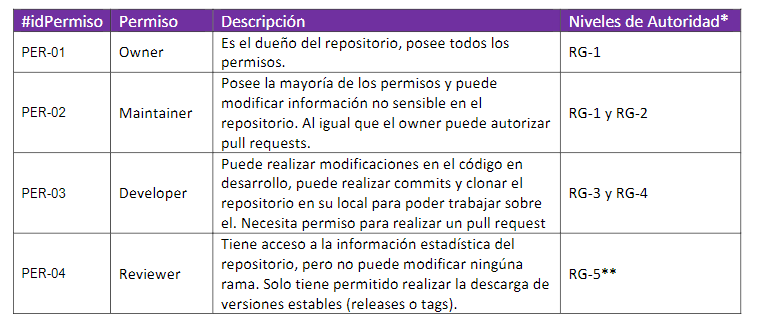 #idPermiso Permiso Descripción Niveles de Autoridad*
PER-01 Owner Es el dueño del repositorio, posee todos los
permisos. RG-1
PER-02 Maintainer Posee la mayoría de los permisos y puede
modificar información no sensible en el
repositorio. Al igual que el owner puede autorizar
pull requests. RG-1 y RG-2
PER-03 Developer Puede realizar modificaciones en el código en
desarrollo, puede realizar commits y clonar el
repositorio en su local para poder trabajar sobre
el. Necesita permiso para realizar un pull request RG-3 y RG-4
PER-04 Reviewer Tiene acceso a la información estadística del
repositorio, pero no puede modificar ningúna
rama. Solo tiene permitido realizar la descarga de
versiones estables (releases o tags). RG-5**